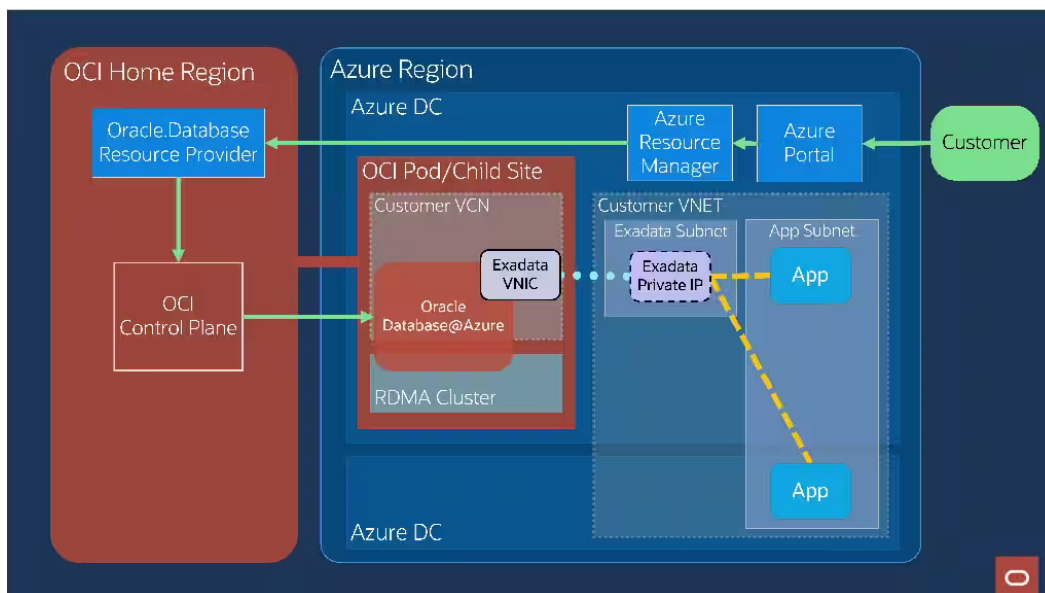 OCI Home Region
Oracle.Database
Resource Provider
OCI
Control Plane
Azure Region
Azure DC
Azure
Resource
Manager
Azure
Portal
Customer
OCI Pod/Child Site
Customer VCN
Exadata
VNIC
Oracle
Database@Azure
RDMA Cluster
Customer VNET
Exadata Subnet
Exadata
Private IP
App Subnet
App
App
Azure DC